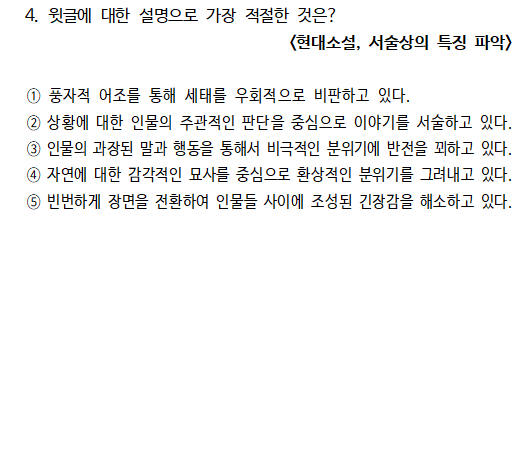 4. 윗글에 대한 설명으로 가장 적절한 것은?
<현대소설, 서술상의 특징 파악>
① 풍자적 어조를 통해 세태를 우회적으로 비판하고 있다.
② 상황에 대한 인물의 주관적인 판단을 중심으로 이야기를 서술하고 있다.
③ 인물의 과장된 말과 행동을 통해서 비극적인 분위기에 반전을 꾀하고 있다.
④ 자연에 대한 감각적인 묘사를 중심으로 환상적인 분위기를 그려내고 있다.
⑤ 빈번하게 장면을 전환하여 인물들 사이에 조성된 긴장감을 해소하고 있다.